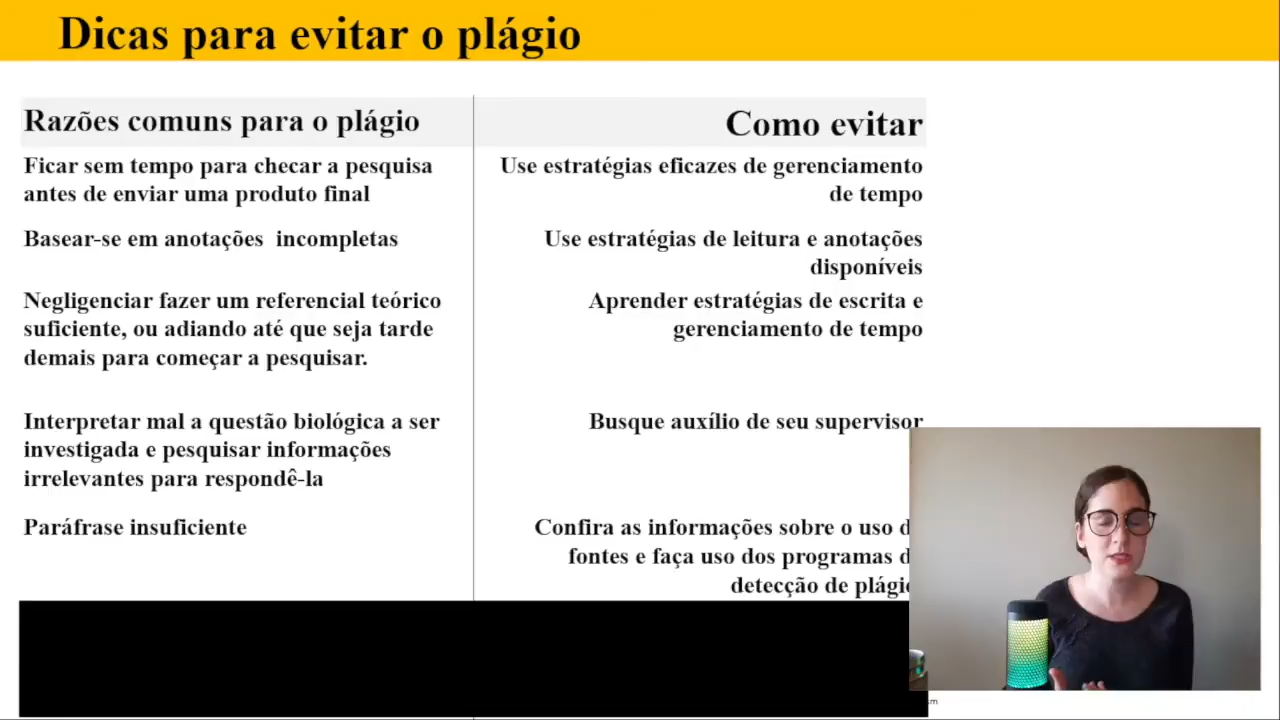 Dicas para evitar o plágio
Razões comuns para o plágio
Como evitar
Ficar sem tempo para checar a pesquisa
antes de enviar uma produto final
Use estratégias eficazes de gerenciamento
de tempo
Basear-se em anotações incompletas
Use estratégias de leitura e anotações
disponíveis
Negligenciar fazer um referencial teórico
suficiente, ou adiando até que seja tarde
demais para começar a pesquisar.
Aprender estratégias de escrita e
gerenciamento de tempo
Interpretar mal a questão biológica a ser
investigada e pesquisar informações
irrelevantes para respondê-la
Busque auxílio de seu supervisor
Paráfrase insuficiente
Confira as informações sobre o uso d
fontes e faça uso dos programas d
detecção de plágio